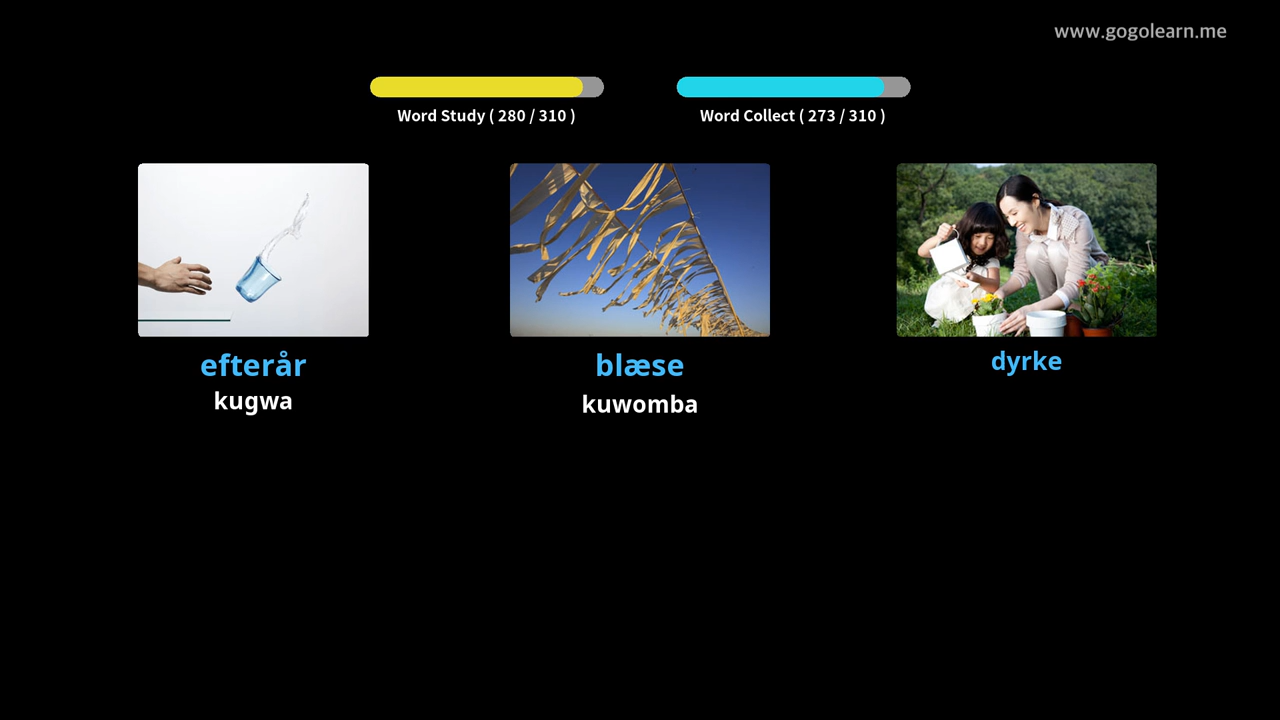 www.gogolearn.me
Word Study ( 280 / 310 )
Word Collect ( 273 / 310 )
efterår
kugwa
blæse
kuwomba
dyrke